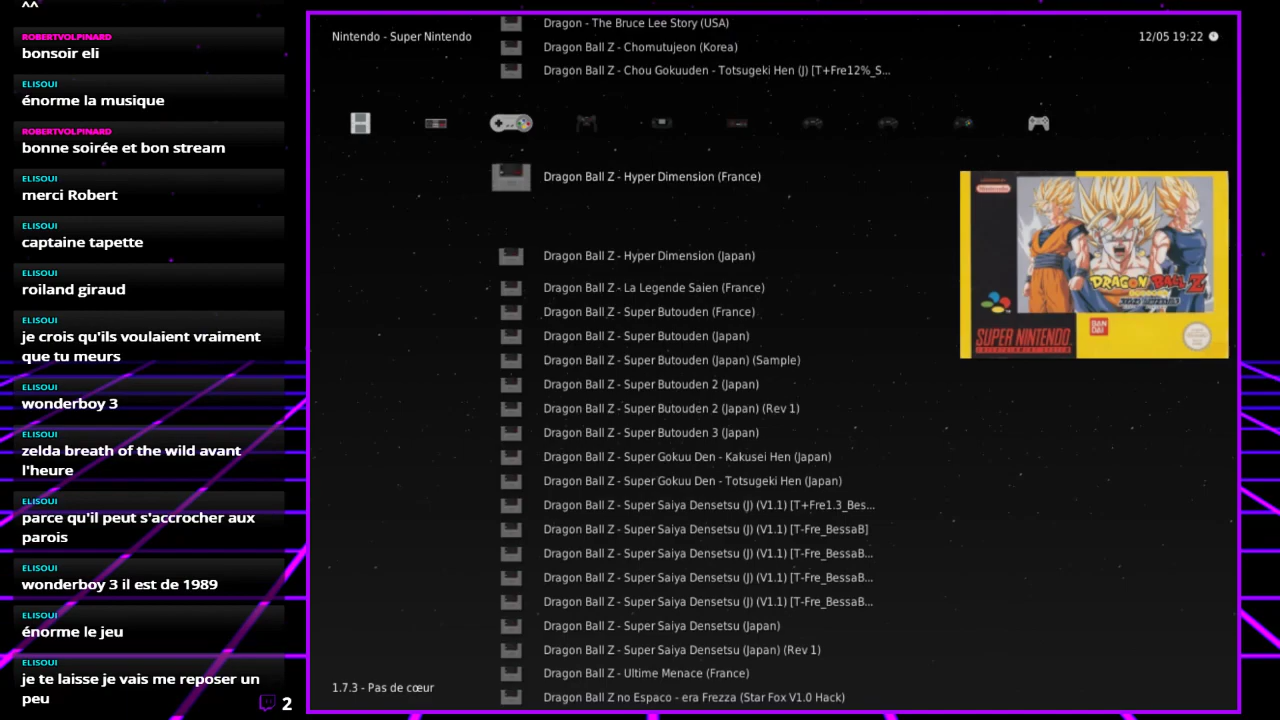 ^^
ROBERTVOLPINARD
bonsoir eli
ELISOUI
énorme la musique
ROBERTVOLPINARD
bonne soirée et bon stream
ELISOUI
merci Robert
ELISOUI
captaine tapette
ELISOUI
roiland giraud
ELISOUI
je crois qu'ils vulaient vraiment
que tu meurs
ELISOUI
wonderboy 3
ELISOUI
zelda breath of the wild avant
l'heure
ELISOUI
parce qu'il peut s'accrocher aux
parois
ELISOUI
wonderboy 3 il est de 1989
ELISOUI
énorme le jeu
ELISOUI
je te laisse je vais me reposer un
peu
2
Nintendo - Super Nintendo
12/05 19:22
Dragon - The Bruce Lee Story (USA)
Dragon Ball Z - Chomutujeon (Korea)
Dragon Ball Z - Chou Gokuuden - Totsugeki Hen (J) [T+Fre12%_S...
Dragon Ball Z - Hyper Dimension (France)
Dragon Ball Z - Hyper Dimension (Japan)
Dragon Ball Z - La Legende Saien (France)
Dragon Ball Z - Super Butouden (France)
Dragon Ball Z - Super Butouden (Japan)
Dragon Ball Z - Super Butouden (Japan) (Sample)
Dragon Ball Z - Super Butouden 2 (Japan)
Dragon Ball Z - Super Butouden 2 (Japan) (Rev 1)
Dragon Ball Z - Super Butouden 3 (Japan)
Dragon Ball Z - Super Gokuu Den - Kakusei Hen (Japan)
Dragon Ball Z - Super Gokuu Den - Totsugeki Hen (Japan)
Dragon Ball Z - Super Saiya Densetsu (J) (V1.1) [T+Fre1.3_Bes...
Dragon Ball Z - Super Saiya Densetsu (J) (V1.1) [T-Fre_BessaB]
Dragon Ball Z - Super Saiya Densetsu (J) (V1.1) [T-Fre_BessaB...
Dragon Ball Z - Super Saiya Densetsu (J) (V1.1) [T-Fre_BessaB...
Dragon Ball Z - Super Saiya Densetsu (J) (V1.1) [T-Fre_BessaB...
Dragon Ball Z - Super Saiya Densetsu (Japan)
Dragon Ball Z - Super Saiya Densetsu (Japan) (Rev 1)
Dragon Ball Z - Ultime Menace (France)
Dragon Ball Z no Espaco - era Frezza (Star Fox V1.0 Hack)
1.7.3 - Pas de cœur
DRAGON BALL Z
SUPER NINTENDO
BAN
DAI